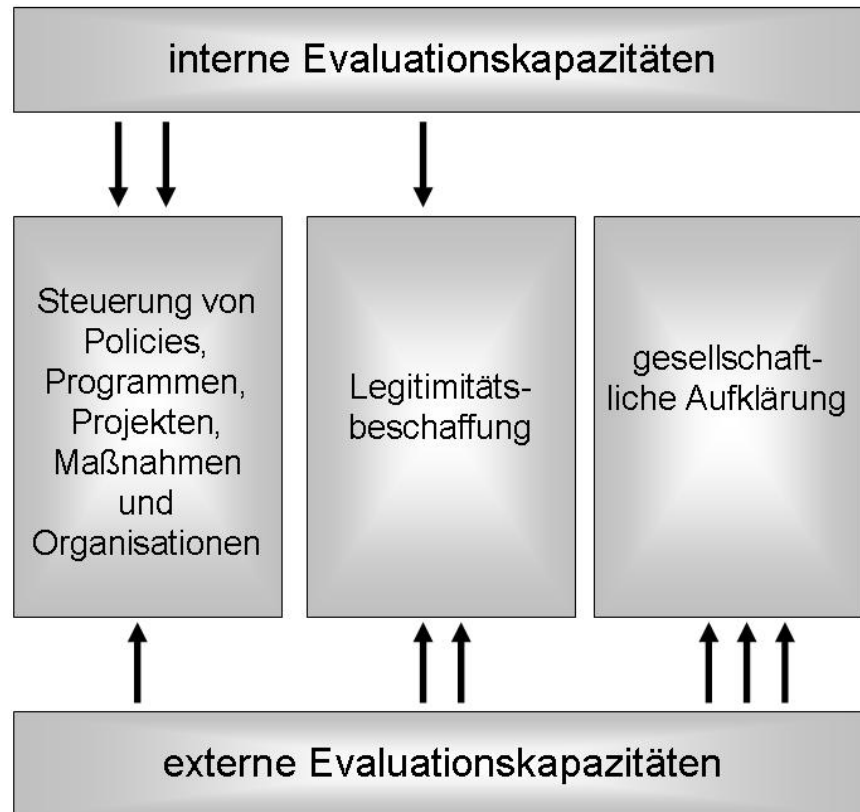 interne Evaluationskapazitäten
Steuerung von
Policies,
Programmen,
Projekten,
Maßnahmen
und
Organisationen
Legitimitäts-
beschaffung
gesellschaft-
liche Aufklärung
externe Evaluationskapazitäten